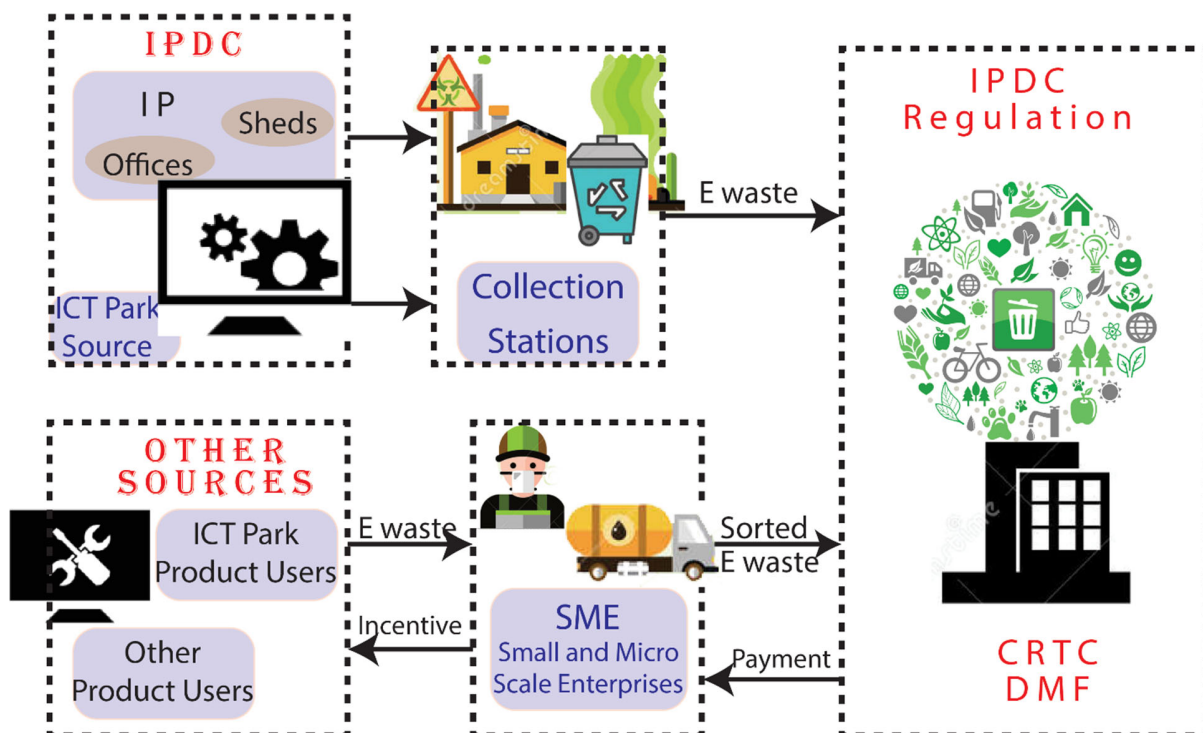 IPDC
IP
Sheds
Offices
ICT Park
Source
Collection
Stations
E waste
IPDC
Regulation
OTHER
SOURCES
ICT Park
Product Users
Other
Product Users
E waste
Incentive
SME
Small and Micro
Scale Enterprises
Sorted
E waste
Payment
CRTC
DMF